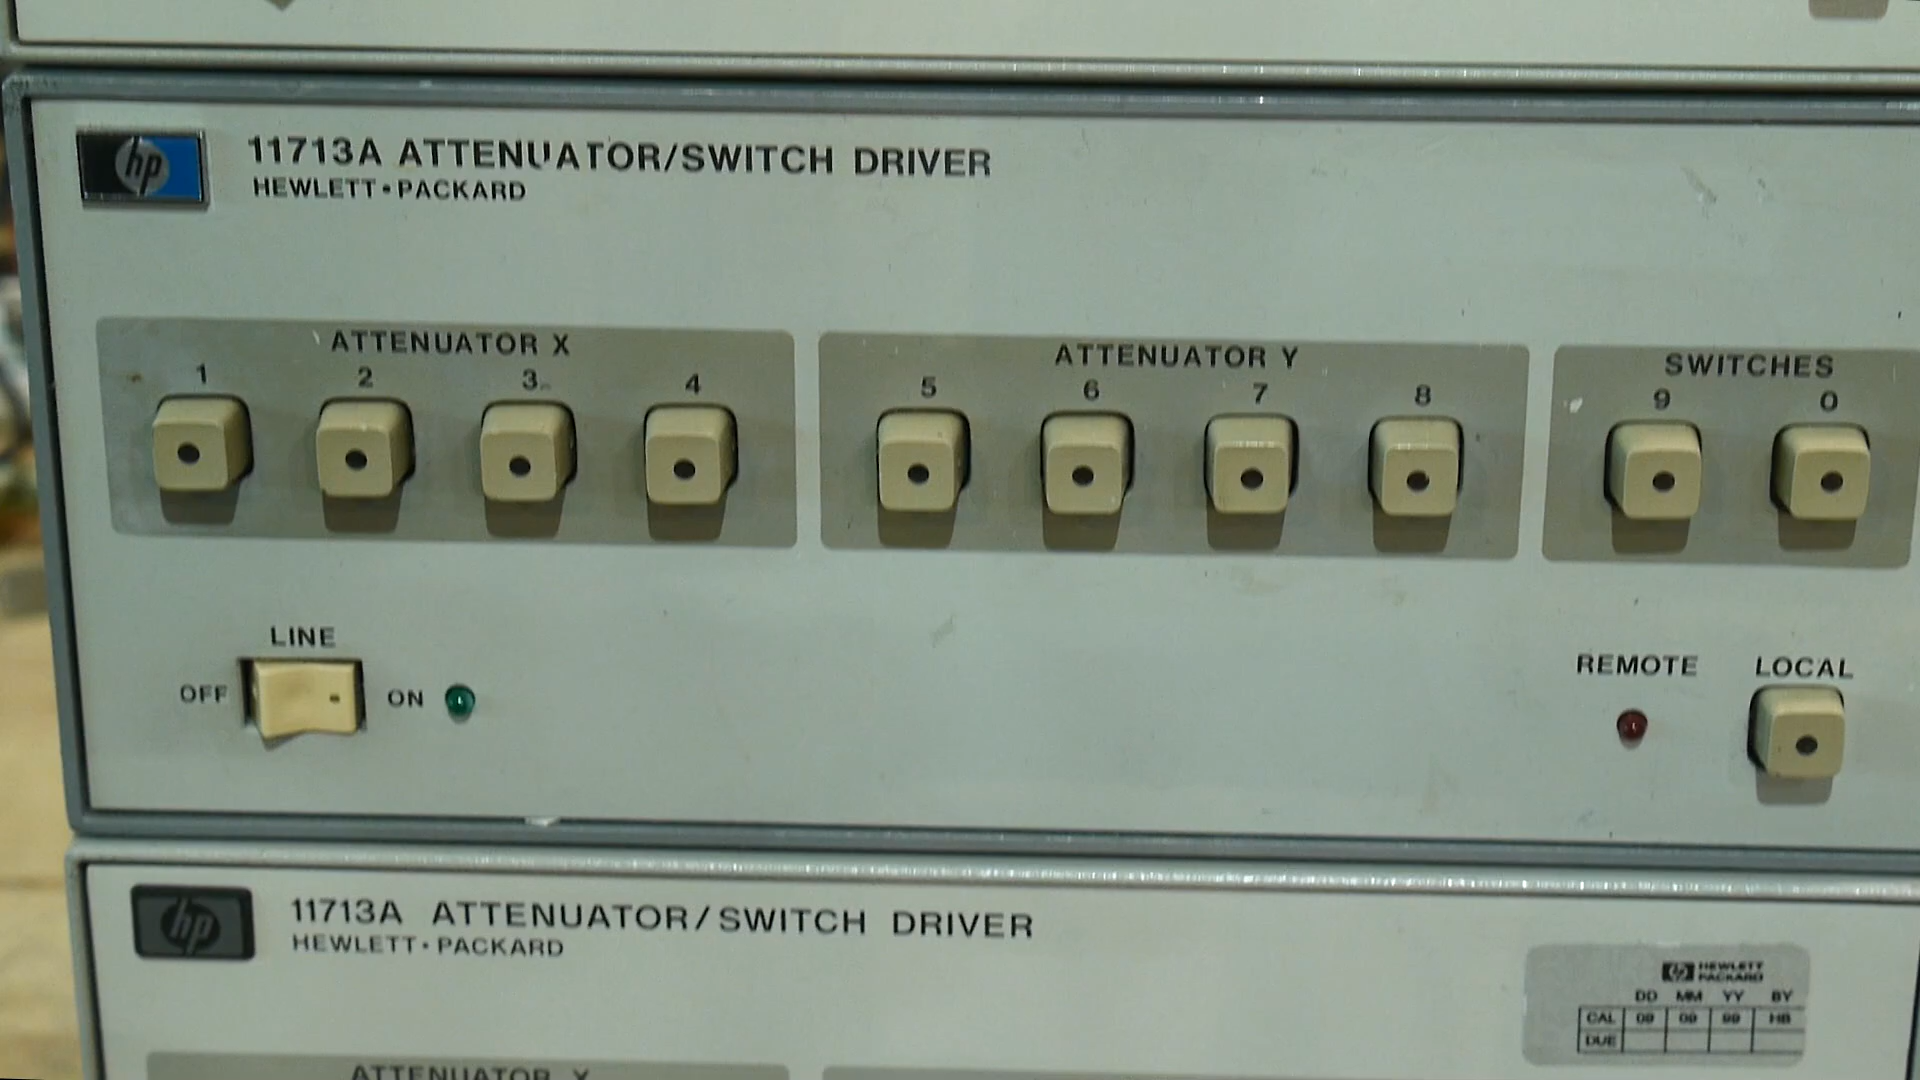 hp
11713A ATTENUATOR/SWITCH DRIVER
HEWLETT•PACKARD
ATTENUATOR X
1 2 3 4
ATTENUATOR Y
5 6 7 8
SWITCHES
9 0
LINE
OFF ON
REMOTE LOCAL
hp
11713A ATTENUATOR/SWITCH DRIVER
HEWLETT•PACKARD
hp HEWLETT
PACKARD
DD MM YY BY
CAL 09 09 99 HB
DUE
ATTENUATOR X